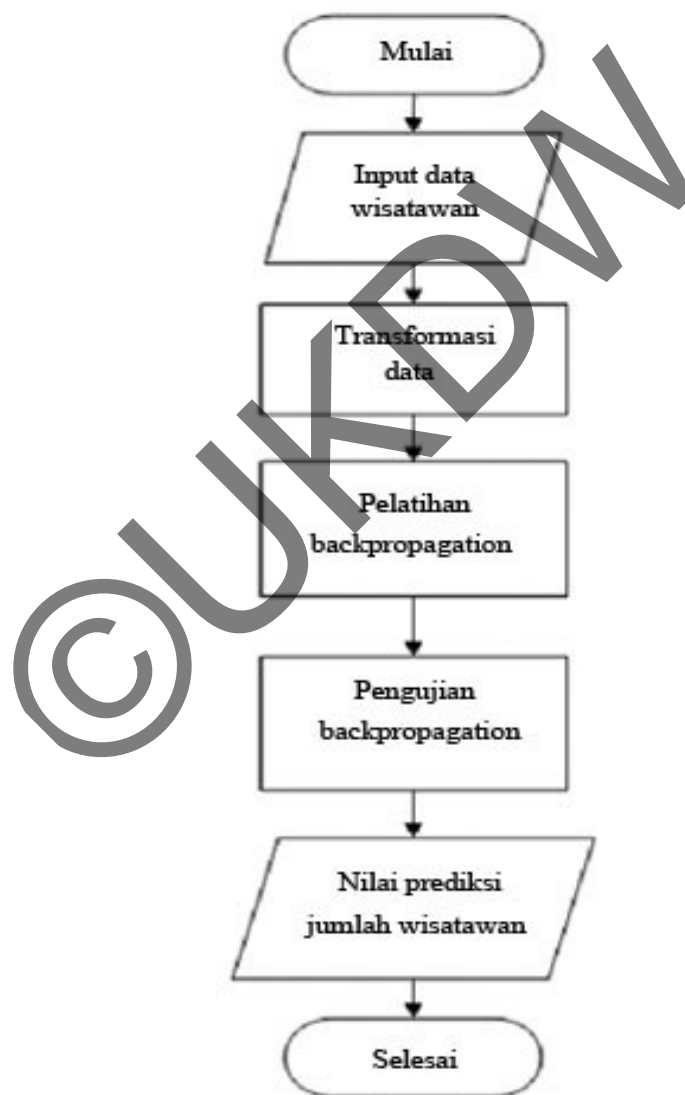 Mulai
Input data
wisatawan
Transformasi
data
Pelatihan
backpropagation
Pengujian
backpropagation
Nilai prediksi
jumlah wisatawan
Selesai
©UKDW